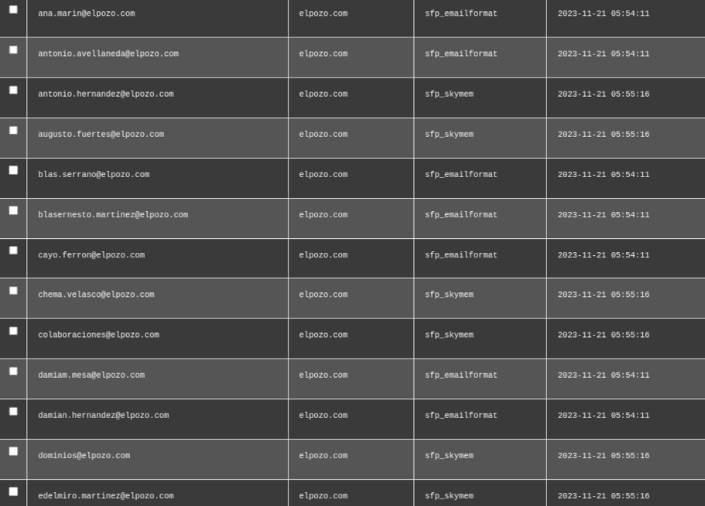 ana.marin@elpozo.com elpozo.com sfp_emailformat 2023-11-21 05:54:11
antonio.avellaneda@elpozo.com elpozo.com sfp_emailformat 2023-11-21 05:54:11
antonio.hernandez@elpozo.com elpozo.com sfp_skymem 2023-11-21 05:55:16
augusto.fuertes@elpozo.com elpozo.com sfp_skymem 2023-11-21 05:55:16
blas.serrano@elpozo.com elpozo.com sfp_emailformat 2023-11-21 05:54:11
blasernesto.martinez@elpozo.com elpozo.com sfp_emailformat 2023-11-21 05:54:11
cayo.ferron@elpozo.com elpozo.com sfp_emailformat 2023-11-21 05:54:11
chema.velasco@elpozo.com elpozo.com sfp_skymem 2023-11-21 05:55:16
colaboraciones@elpozo.com elpozo.com sfp_skymem 2023-11-21 05:55:16
damiam.mesa@elpozo.com elpozo.com sfp_emailformat 2023-11-21 05:54:11
damian.hernandez@elpozo.com elpozo.com sfp_emailformat 2023-11-21 05:54:11
dominios@elpozo.com elpozo.com sfp_skymem 2023-11-21 05:55:16
edelmiro.martinez@elpozo.com elpozo.com sfp_skymem 2023-11-21 05:55:16